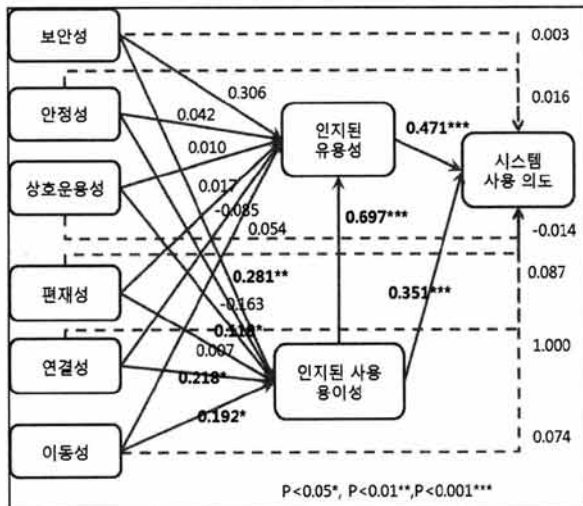 보안성
0.003
0.306
안정성
0.042
인지된
유용성
0.471***
0.016
시스템
사용 의도
0.010
상호운용성
0.017
-0.085
0.054
0.697***
-0.014
0.281**
0.087
편재성
-0.163
0.351***
0.118*
0.007
연결성
0.218*
인지된 사용
용이성
1.000
0.192*
이동성
0.074
P<0.05*, P<0.01**,P<0.001***